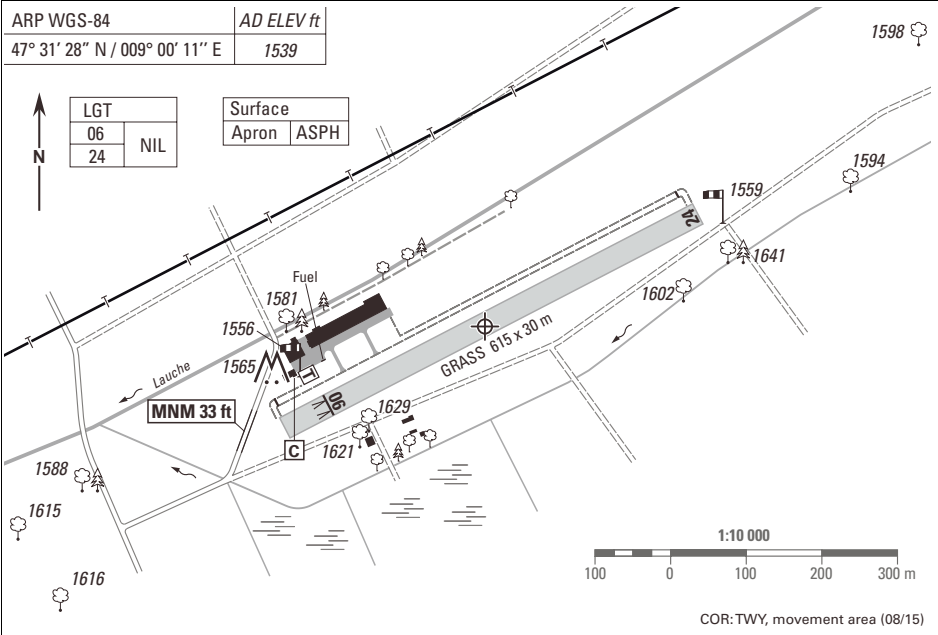 ARP WGS-84 AD ELEV ft
47° 31' 28" N / 009° 00' 11'' E 1539
1598
LGT
06
24
NIL
Surface
Apron ASPH
N
1594
1559
24
1641
Fuel
1602
1581
1556
GRASS 615 x 30 m
1565
Lauche
T
MNM 33 ft
06
1629
C
1621
1588
1615
1616
1:10 000
100 0 100 200 300 m
COR: TWY, movement area (08/15)